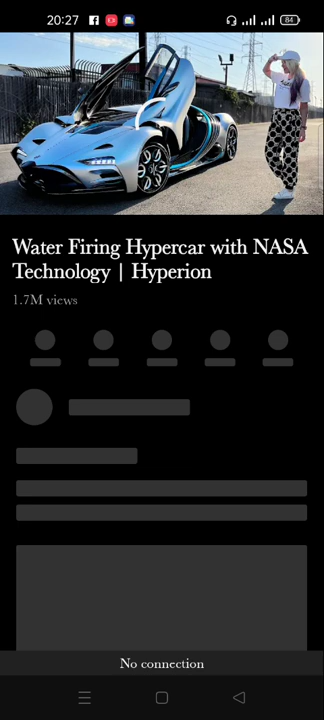 20:27
84
Water Firing Hypercar with NASA
Technology | Hyperion
1.7M views
No connection